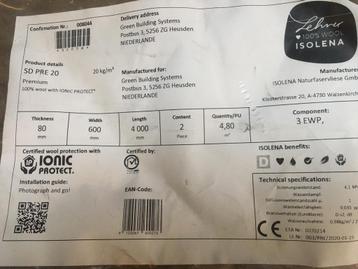 Confirmation Nr.: 008044
Delivery address
Green Building Systems
Postbus 3, 5256 ZG Heusden
NIEDERLANDE
Lehner
100% WOOL
ISOLENA
Product details
SD PRE 20 20 kg/m³
Premium
100% wool with IONIC PROTECT®
Manufactured for:
Green Building Systems
Postbus 3, 5256 ZG Heusden
NIEDERLANDE
Manufacturer
ISOLENA Naturfaservliese GmbH
Klosterstrasse 20, A-4730 Waizenkirchen
Thickness Width Length Content Quantity/PU Component:
80 600 4 000 2 4,80 3 EWP,
mm mm mm Piece m²
Certified wool protection with
IONIC
PROTECT.
Certified by:
ISOLENA benefits:
Installation guide:
Photograph and go!
EAN-Code:
Technical specifications:
CE